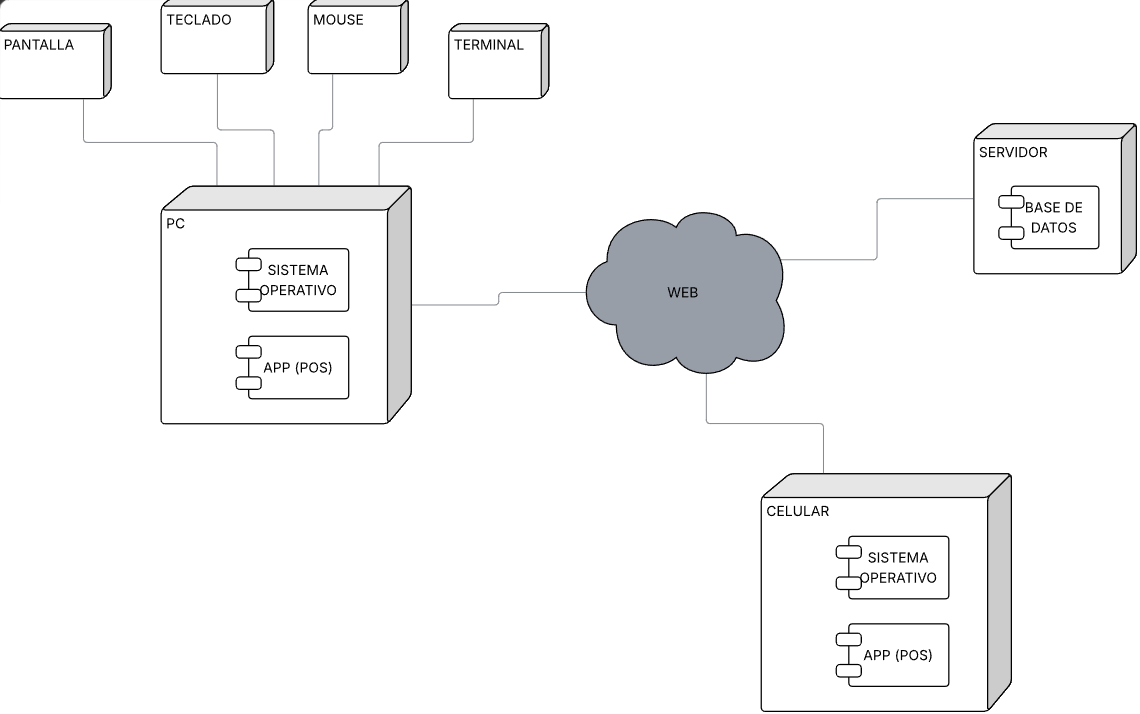 TECLADO
MOUSE
PANTALLA
TERMINAL
SERVIDOR
BASE DE
DATOS
PC
SISTEMA
OPERATIVO
APP (POS)
WEB
CELULAR
SISTEMA
OPERATIVO
APP (POS)